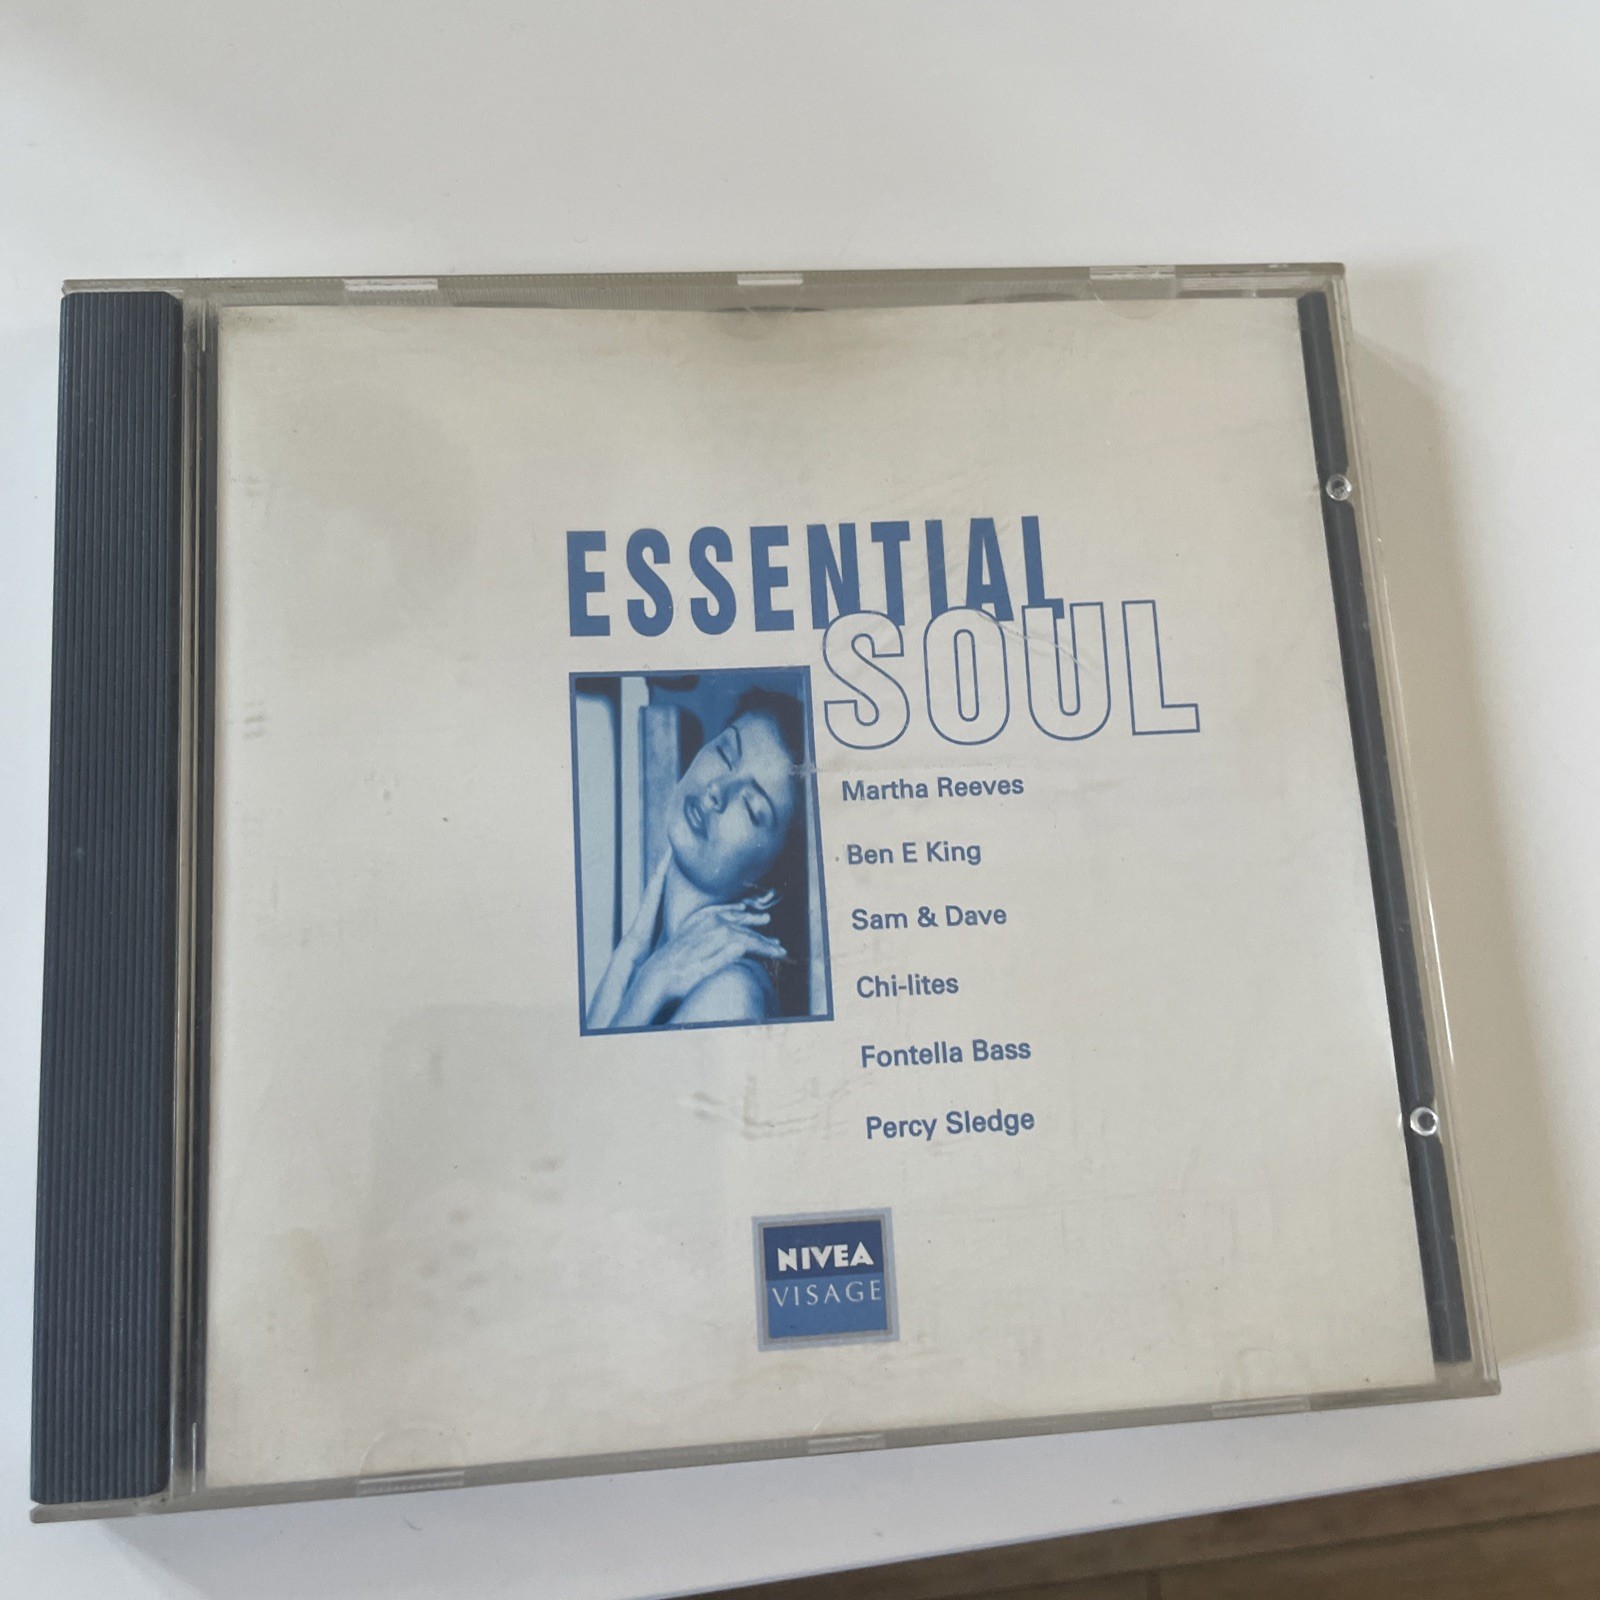 ESSENTIAL
SOUL
Martha Reeves
Ben E King
Sam & Dave
Chi-lites
Fontella Bass
Percy Sledge
NIVEA
VISAGE